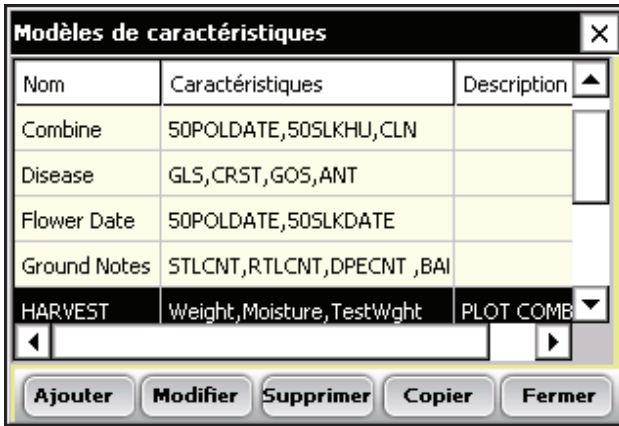 Modèles de caractéristiques
Nom Caractéristiques Description
Combine 50POLDATE,50SLKHU,CLN
Disease GLS,CRST,GOS,ANT
Flower Date 50POLDATE,50SLKDATE
Ground Notes STLCNT,RTLCNT,DPECNT ,BAI
HARVEST Weight,Moisture,TestWght PLOT COMB
Ajouter Modifier Supprimer Copier Fermer